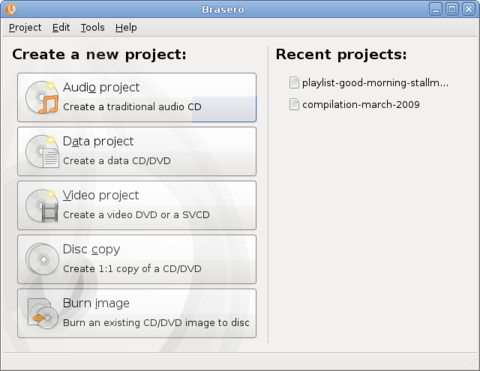 Brasero
Project Edit Tools Help
Create a new project:
Audio project
Create a traditional audio CD
Data project
Create a data CD/DVD
Video project
Create a video DVD or a SVCD
Disc copy
Create 1:1 copy of a CD/DVD
Burn image
Burn an existing CD/DVD image to disc
Recent projects:
playlist-good-morning-stallm...
compilation-march-2009